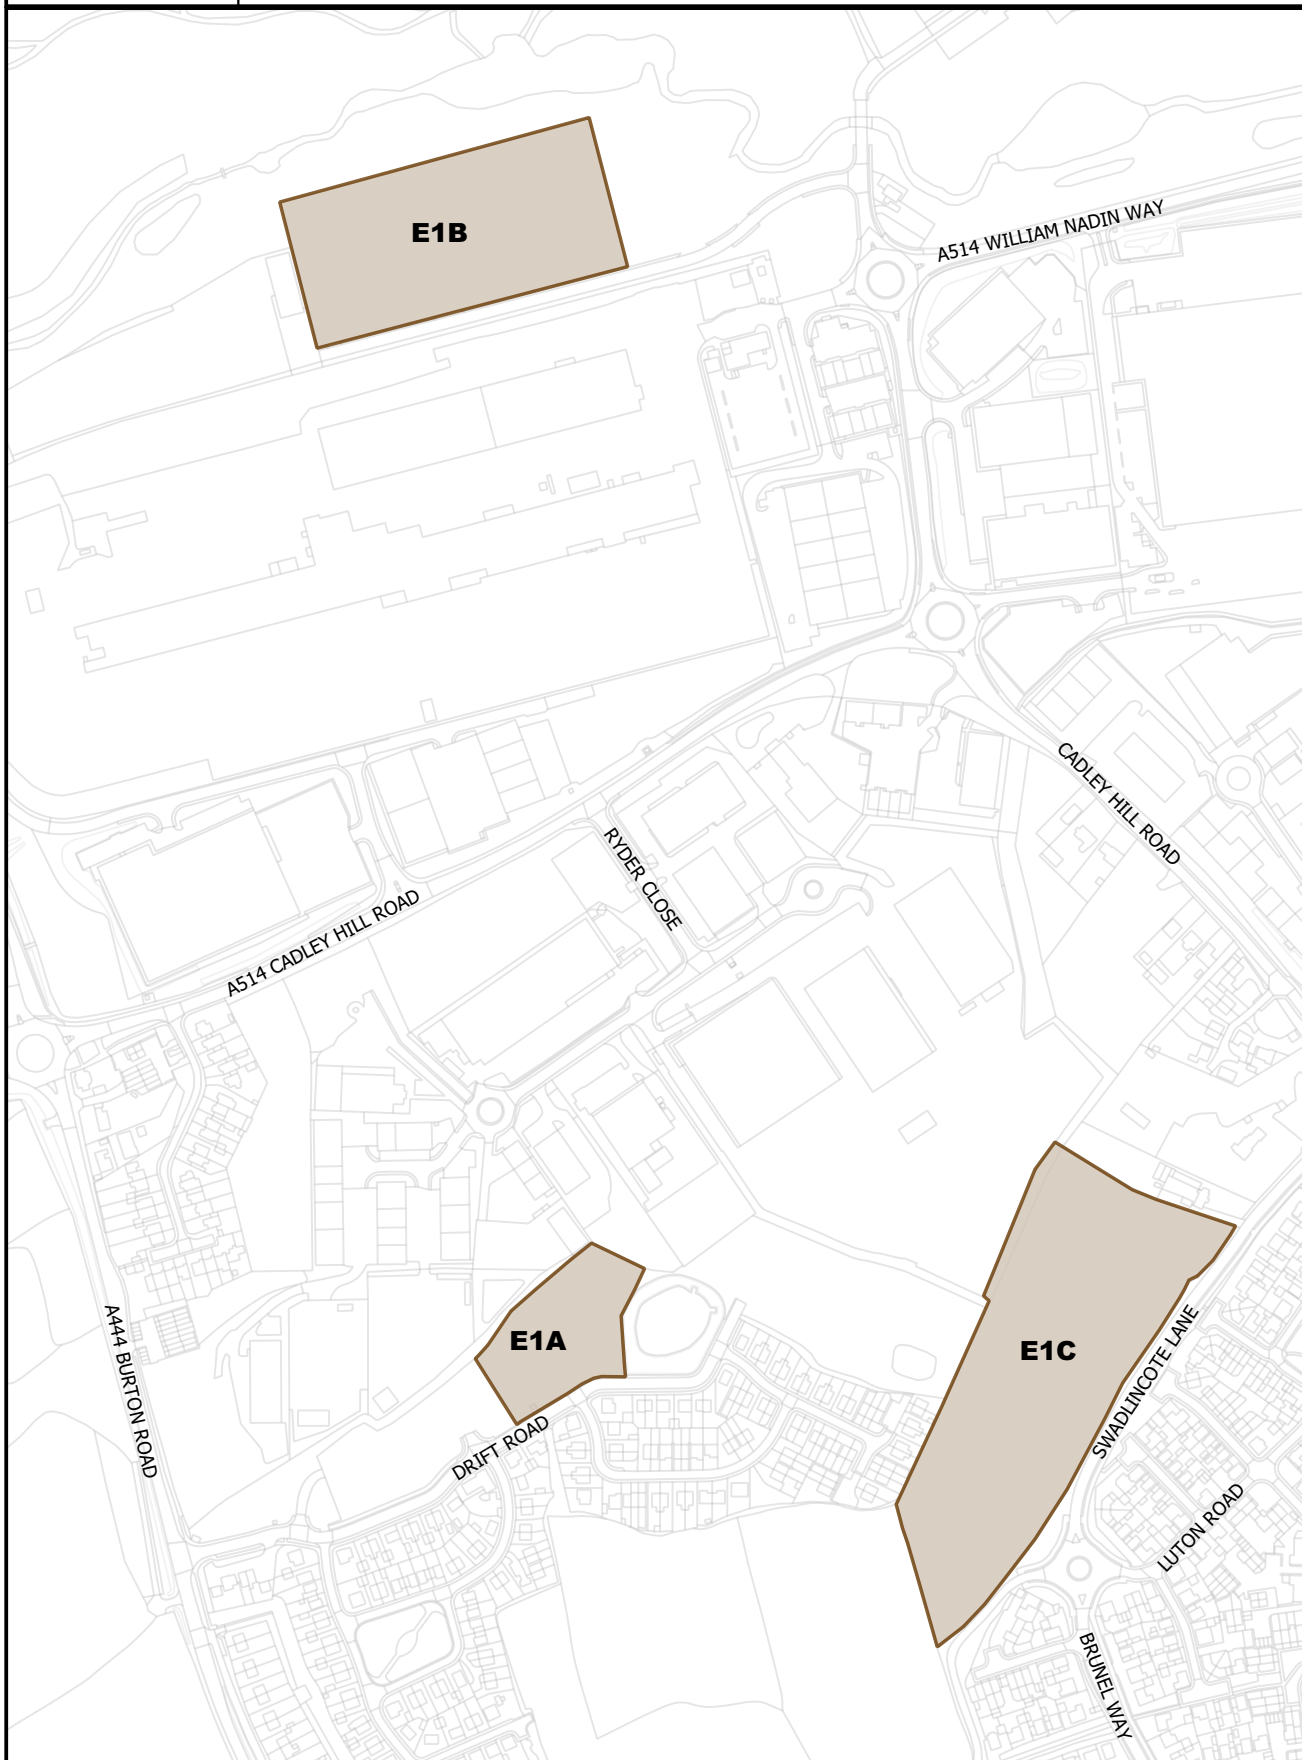 E1B
A514 WILLIAM NADIN WAY
CADLEY HILL ROAD
RYDER CLOSE
A514 CADLEY HILL ROAD
E1A
E1C
A444 BURTON ROAD
SWADLINCOTE LANE
DRIFT ROAD
LUTON ROAD
BRUNEL WAY